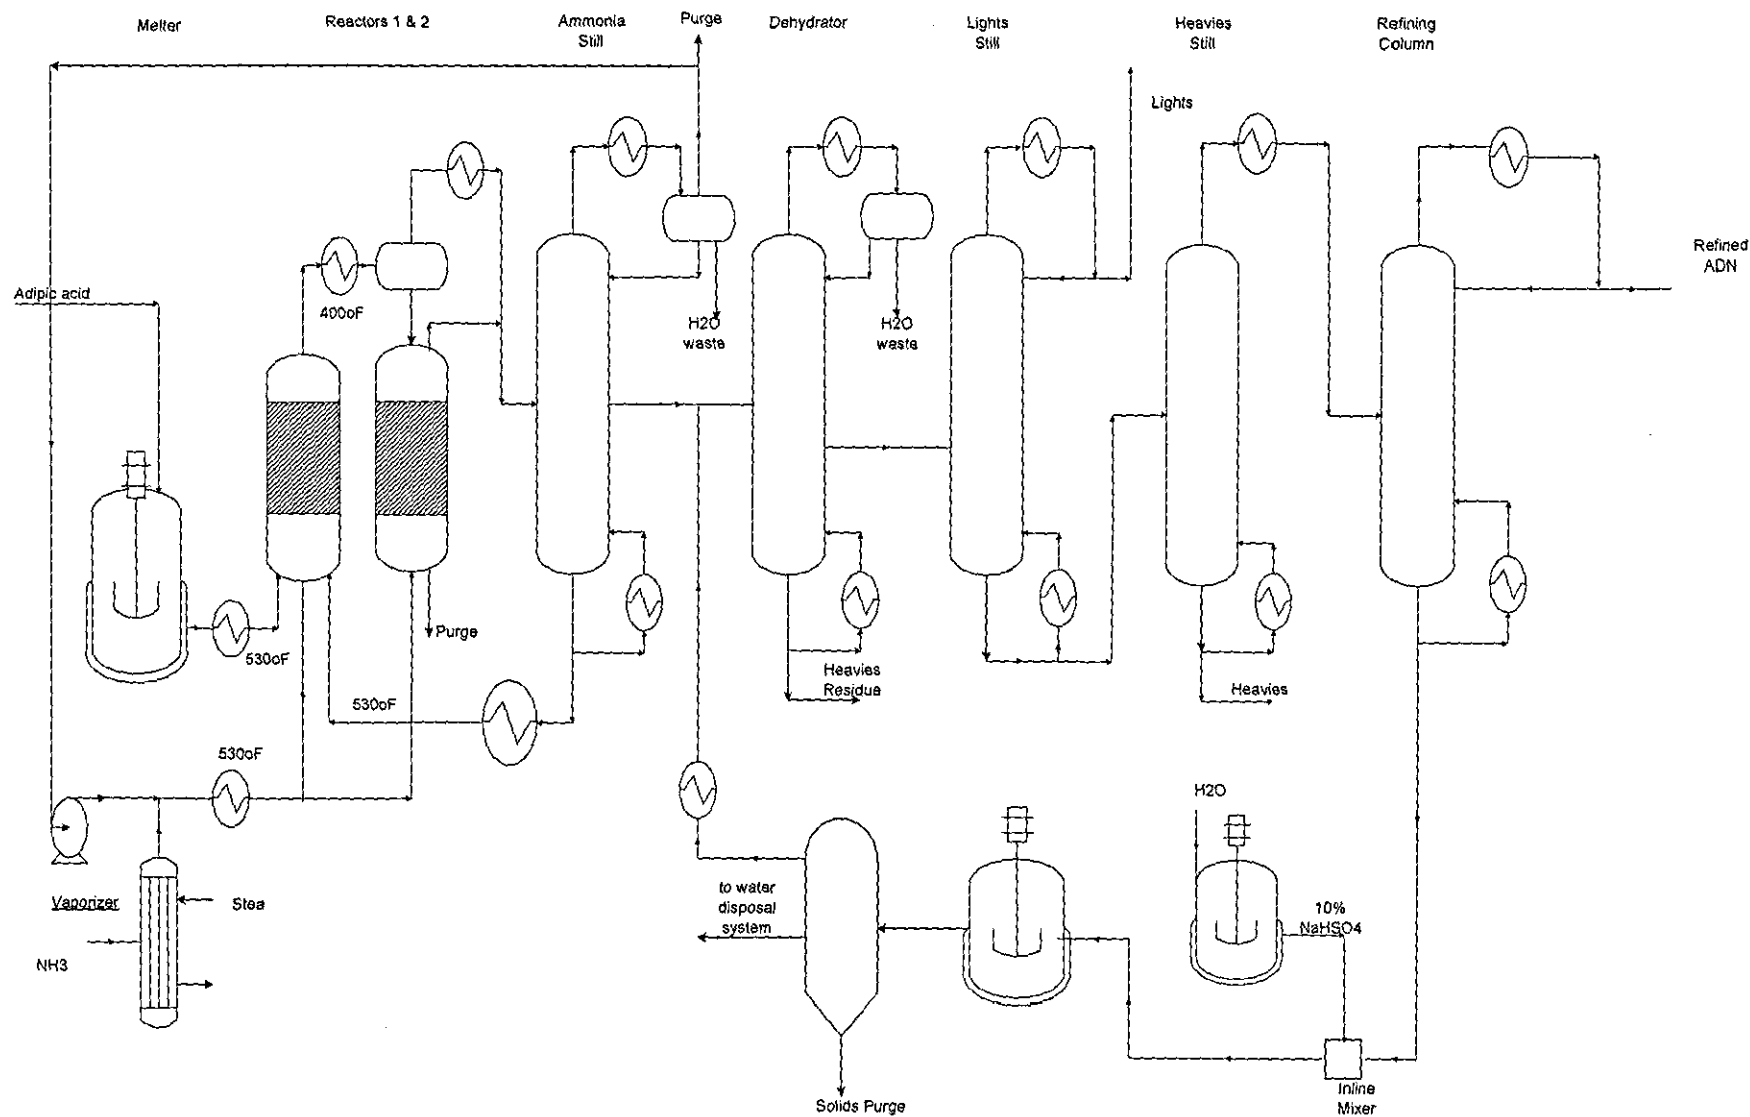 Melter
Reactors 1 & 2
Ammonia
Still
Purge
Dehydrator
Lights
Still
Heavies
Still
Refining
Column
Lights
Refined
ADN
Adipic acid
400oF
H2O
waste
H2O
waste
530oF
Purge
530oF
Heavies
Residue
Heavies
530oF
H2O
Vaporizer
Stea
NH3
to water
disposal
system
10%
NaHSO4
Solids Purge
Inline
Mixer